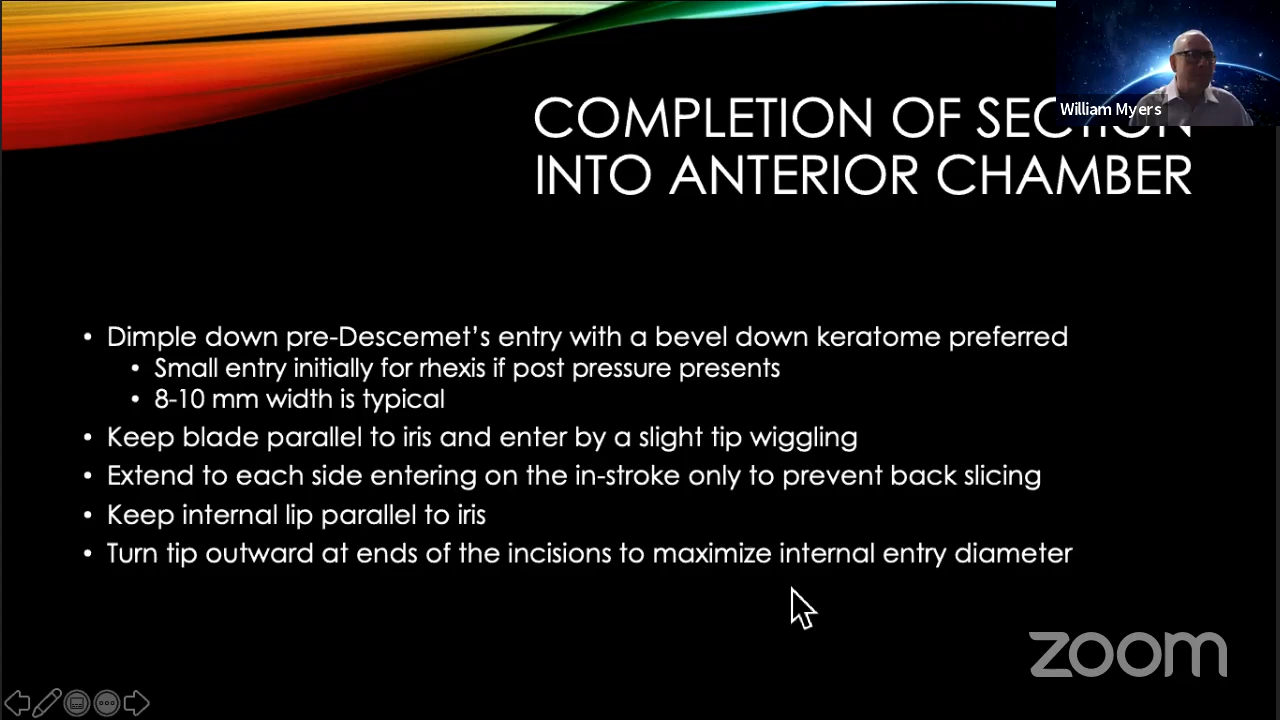 William Myers
COMPLETION OF SECTION
INTO ANTERIOR CHAMBER
• Dimple down pre-Descemet's entry with a bevel down keratome preferred
• Small entry initially for rhexis if post pressure presents
• 8-10 mm width is typical
• Keep blade parallel to iris and enter by a slight tip wiggling
• Extend to each side entering on the in-stroke only to prevent back slicing
• Keep internal lip parallel to iris
• Turn tip outward at ends of the incisions to maximize internal entry diameter
zoom